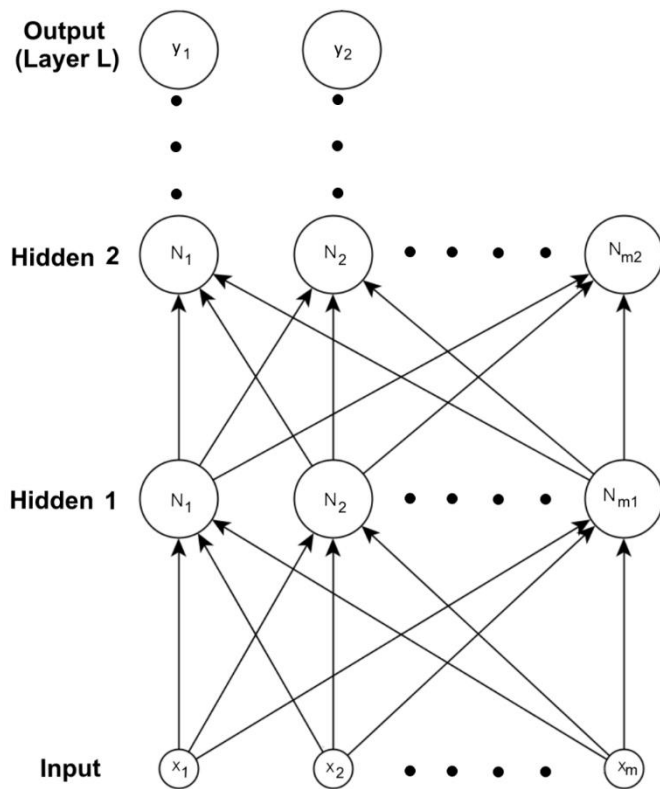 Output
(Layer L)
y1
y2
Hidden 2
N1
N2
Nm2
Hidden 1
N1
N2
Nm1
Input
x1
x2
xm